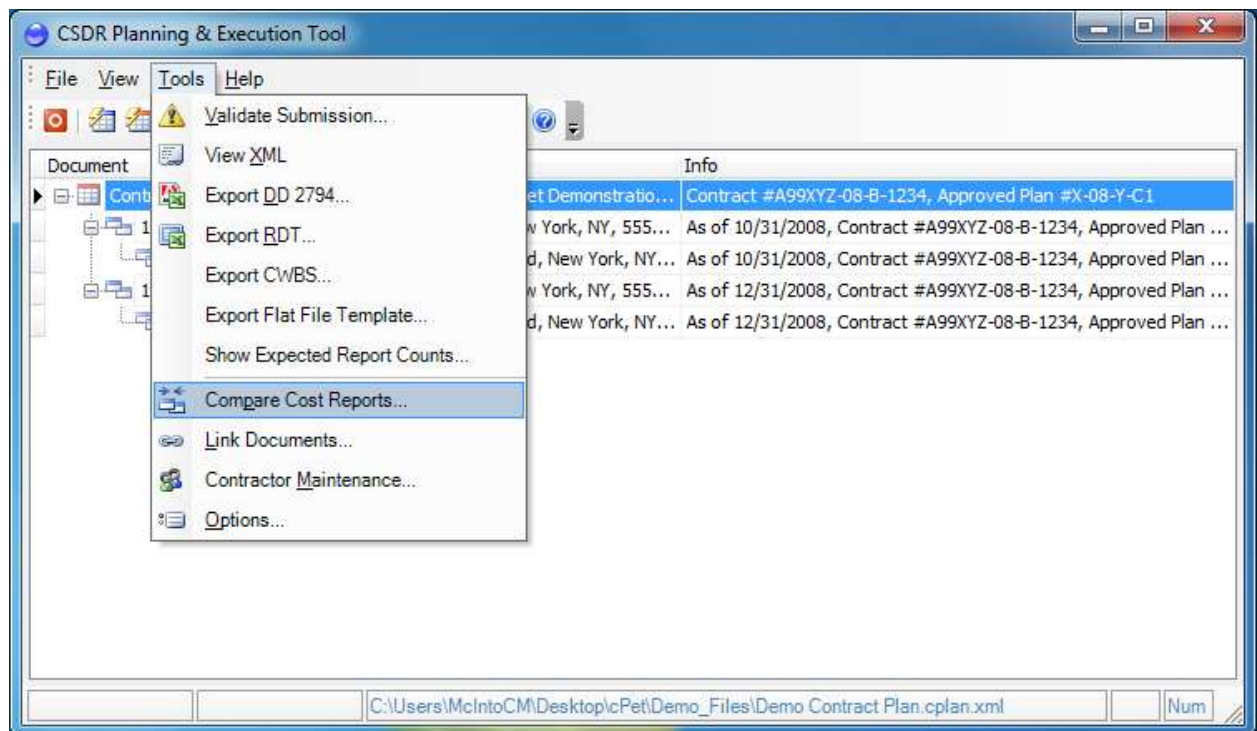 CSDR Planning & Execution Tool
File View Tools Help
Validate Submission...
View XML
Export DD 2794...
Export RDT...
Export CWBS...
Export Flat File Template...
Show Expected Report Counts...
Compare Cost Reports...
Link Documents...
Contractor Maintenance...
Options...
Document Info
Cont et Demonstratio... Contract #A99XYZ-08-B-1234, Approved Plan #X-08-Y-C1
1 w York, NY, 555... As of 10/31/2008, Contract #A99XYZ-08-B-1234, Approved Plan ...
d, New York, NY... As of 10/31/2008, Contract #A99XYZ-08-B-1234, Approved Plan ...
1 w York, NY, 555... As of 12/31/2008, Contract #A99XYZ-08-B-1234, Approved Plan ...
d, New York, NY... As of 12/31/2008, Contract #A99XYZ-08-B-1234, Approved Plan ...
C:\Users\McIntoCM\Desktop\cPet\Demo_Files\Demo Contract Plan.cplan.xml Num